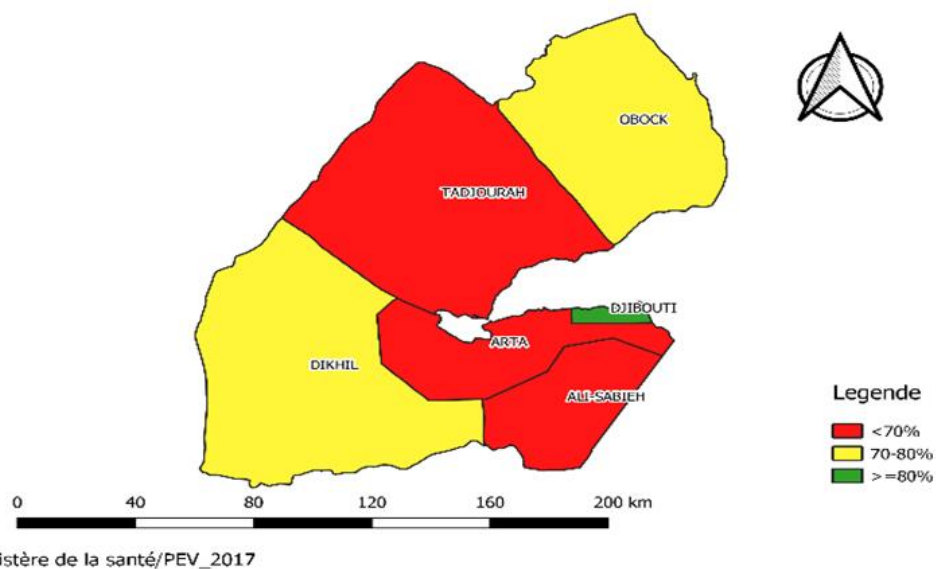 OBOCK
TADJOURAH
DJIBOUTI
ARTA
DIKHIL
ALI-SABIEH
Legende
<70%
70-80%
>=80%
0 40 80 120 160 200 km
istère de la santé/PEV_2017